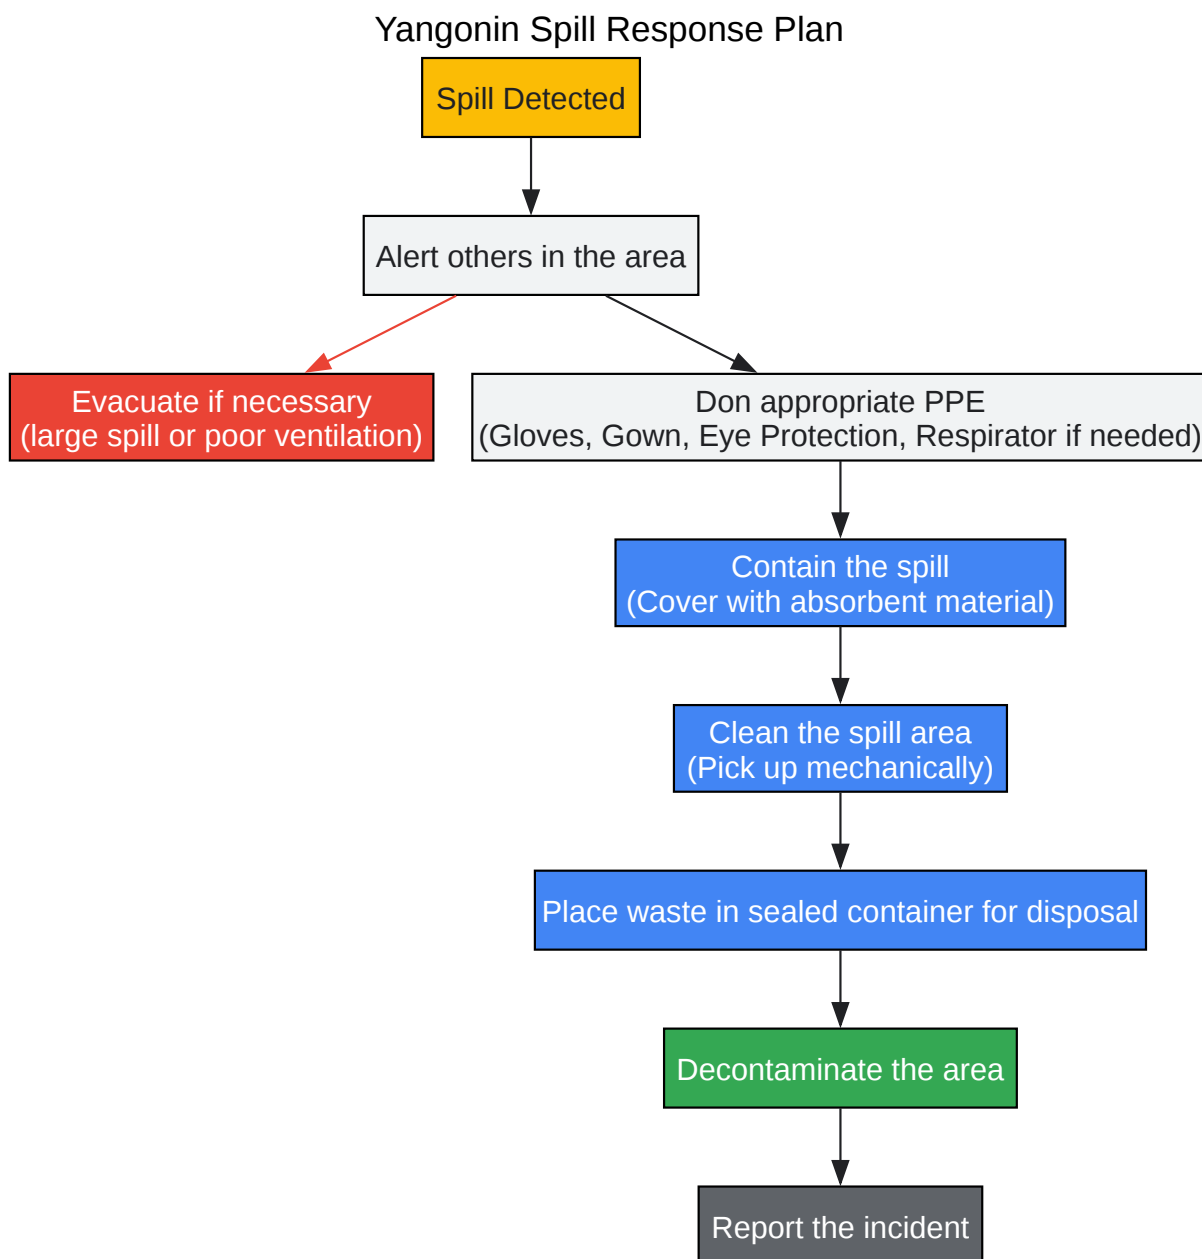 Yangonin Spill Response Plan
Spill Detected
Alert others in the area
Evacuate if necessary
(large spill or poor ventilation)
Don appropriate PPE
(Gloves, Gown, Eye Protection, Respirator if needed)
Contain the spill
(Cover with absorbent material)
Clean the spill area
(Pick up mechanically)
Place waste in sealed container for disposal
Decontaminate the area
Report the incident